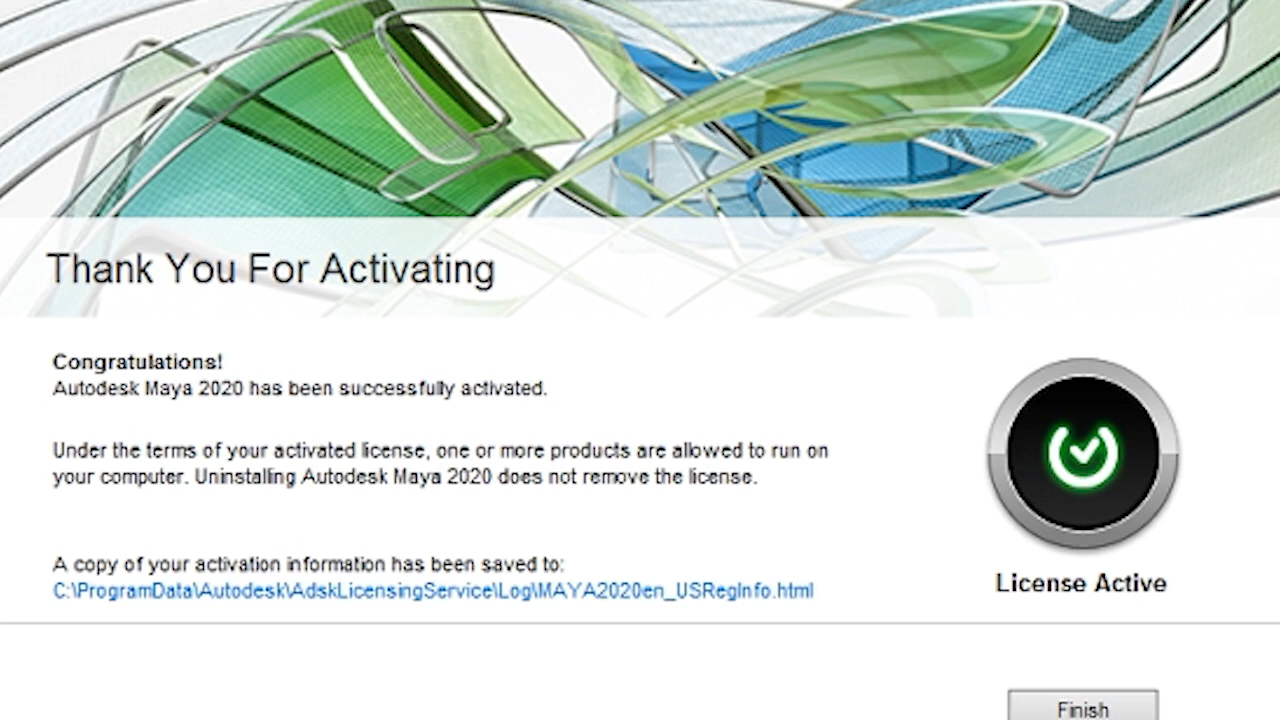 Thank You For Activating
Congratulations!
Autodesk Maya 2020 has been successfully activated.
Under the terms of your activated license, one or more products are allowed to run on
your computer. Uninstalling Autodesk Maya 2020 does not remove the license.
A copy of your activation information has been saved to:
C:\ProgramData\Autodesk\AdskLicensingService\Log\MAYA2020en_USRegInfo.html
License Active
Finish